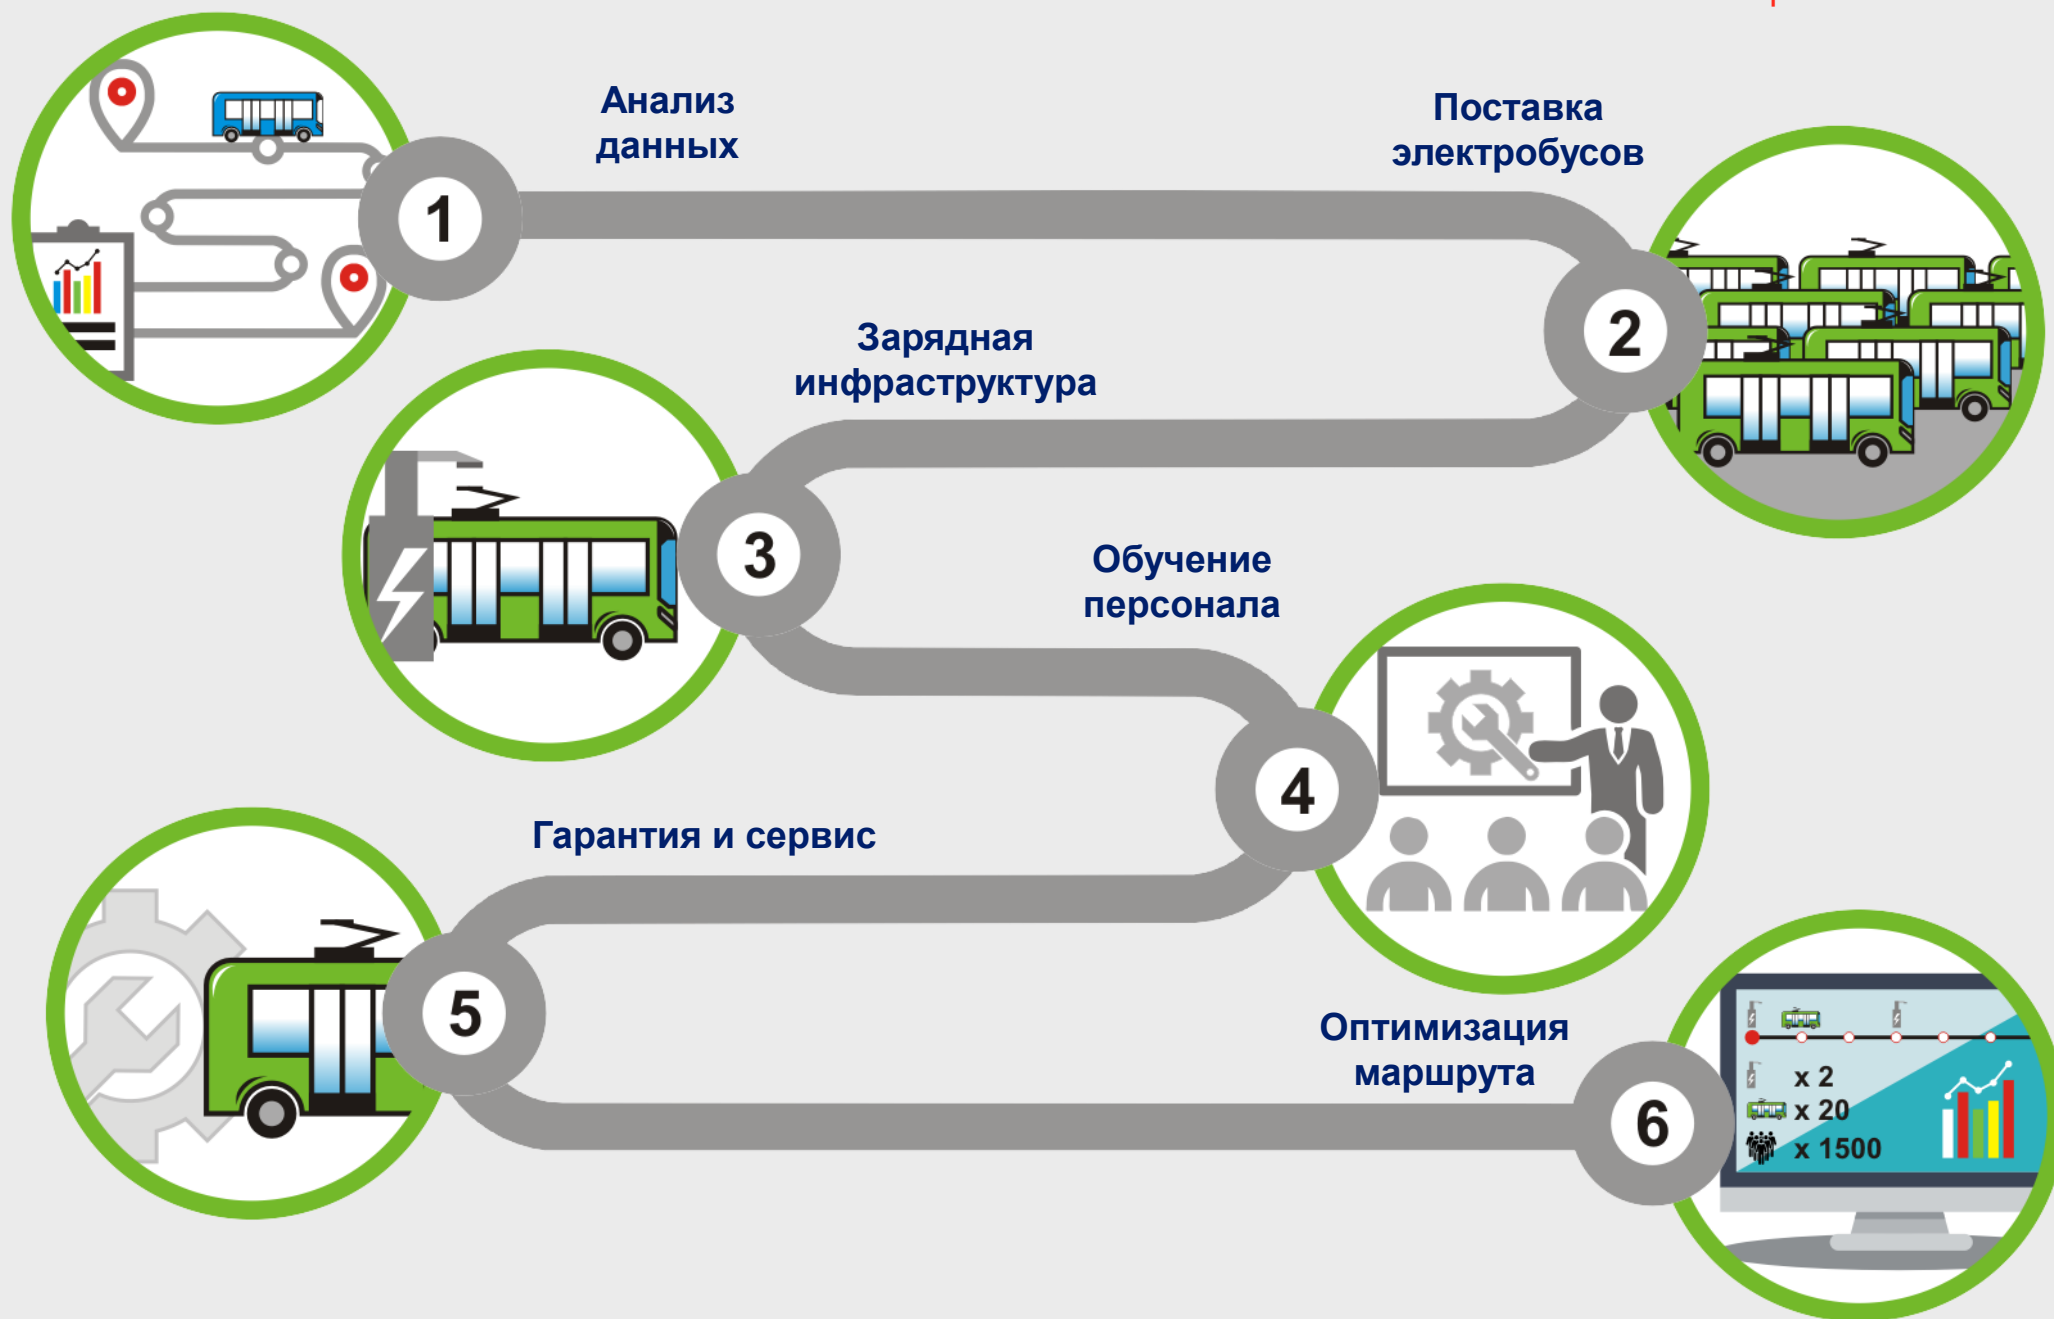 Анализ
данных
1
Поставка
электробусов
2
Зарядная
инфраструктура
3
Обучение
персонала
4
Гарантия и сервис
5
Оптимизация
маршрута
6
x 2
x 20
x 1500